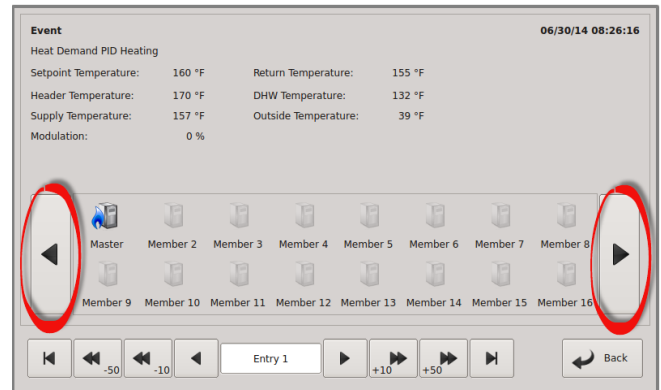 Event 06/30/14 08:26:16
Heat Demand PID Heating
Setpoint Temperature: 160 °F Return Temperature: 155 °F
Header Temperature: 170 °F DHW Temperature: 132 °F
Supply Temperature: 157 °F Outside Temperature: 39 °F
Modulation: 0 %
Master Member 2 Member 3 Member 4 Member 5 Member 6 Member 7 Member 8
Member 9 Member 10 Member 11 Member 12 Member 13 Member 14 Member 15 Member 16
-50 -10 Entry 1 +10 +50 Back